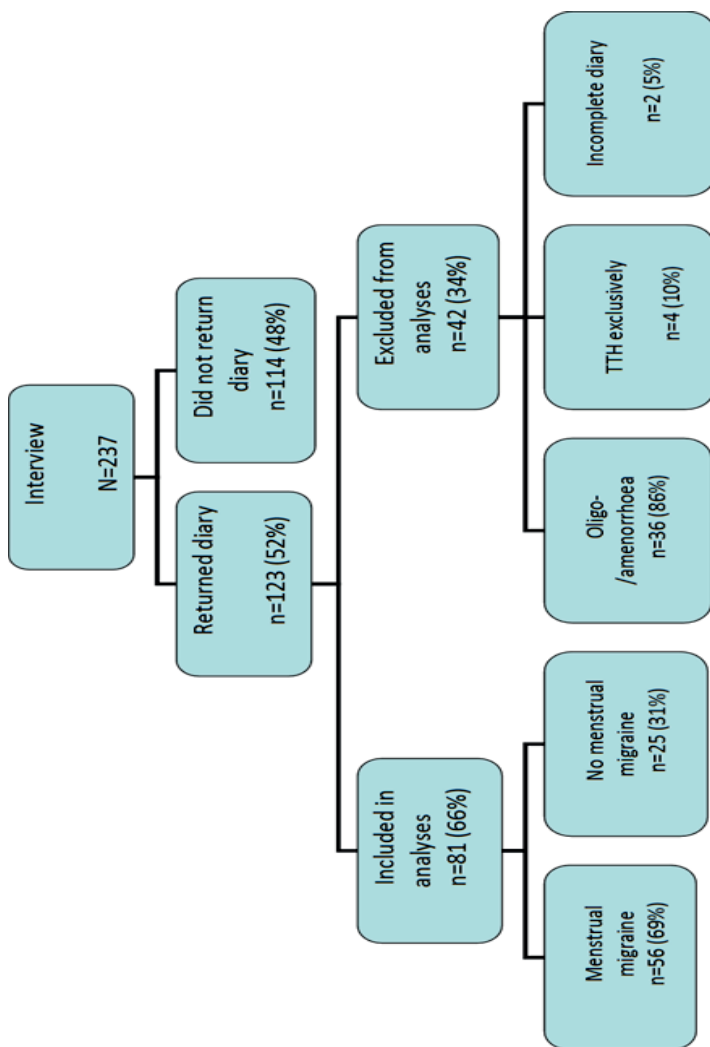 Interview
N=237
Returned diary
n=123 (52%)
Did not return
diary
n=114 (48%)
Included in
analyses
n=81 (66%)
Excluded from
analyses
n=42 (34%)
Menstrual
migraine
n=56 (69%)
No menstrual
migraine
n=25 (31%)
Oligo-
/amenorrhoea
n=36 (86%)
TTH exclusively
n=4 (10%)
Incomplete diary
n=2 (5%)